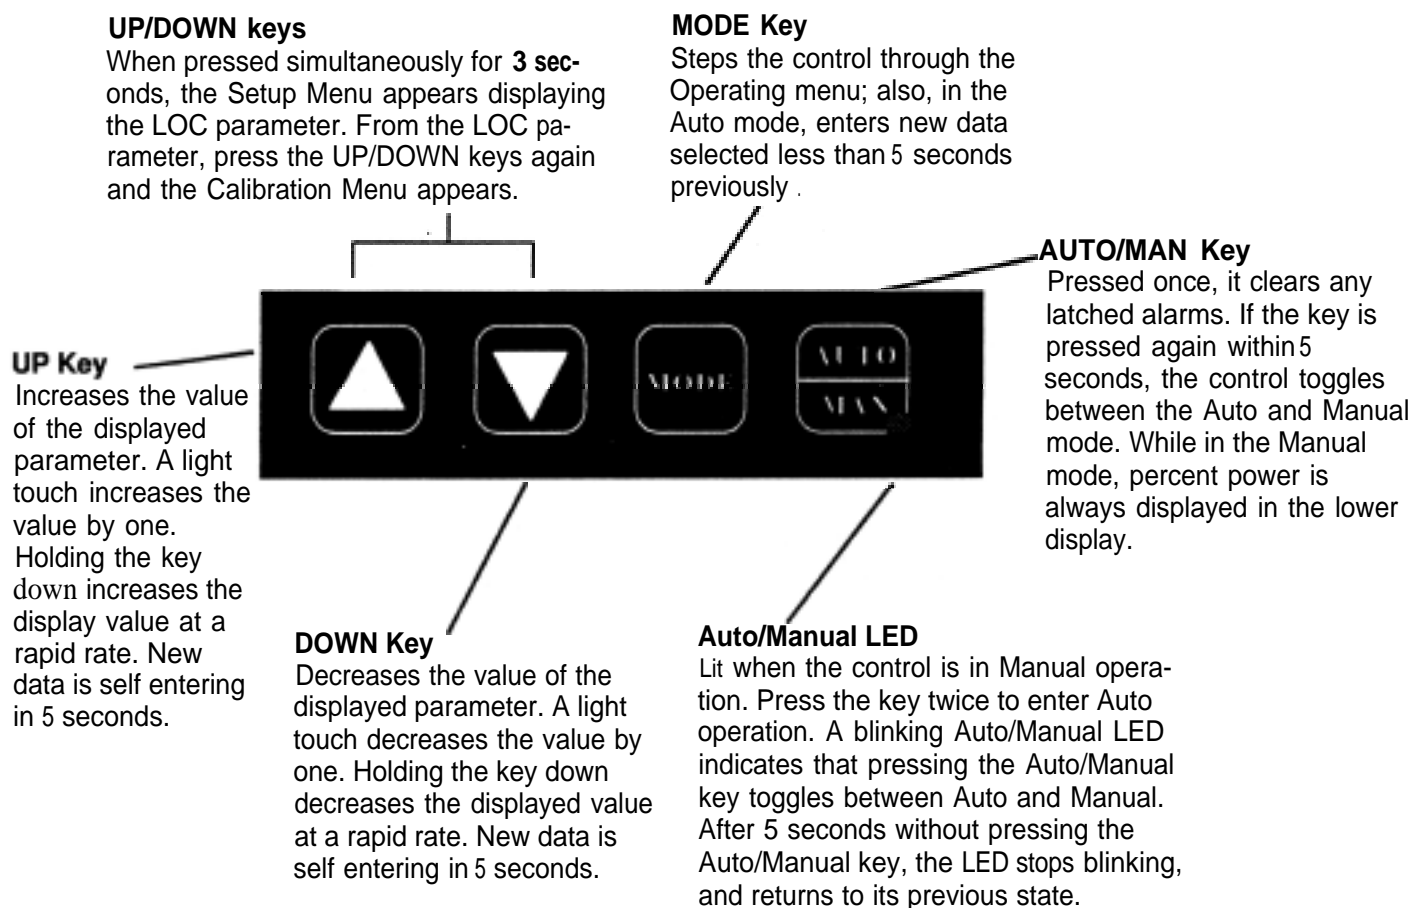 UP/DOWN keys
When pressed simultaneously for 3 sec-
onds, the Setup Menu appears displaying
the LOC parameter. From the LOC pa-
rameter, press the UP/DOWN keys again
and the Calibration Menu appears.
MODE Key
Steps the control through the
Operating menu; also, in the
Auto mode, enters new data
selected less than 5 seconds
previously .
AUTO/MAN Key
Pressed once, it clears any
latched alarms. If the key is
pressed again within 5
seconds, the control toggles
between the Auto and Manual
mode. While in the Manual
mode, percent power is
always displayed in the lower
display.
MODE
AUTO
MAN
UP Key
Increases the value
of the displayed
parameter. A light
touch increases the
value by one.
Holding the key
down increases the
display value at a
rapid rate. New
data is self entering
in 5 seconds.
DOWN Key
Decreases the value of the
displayed parameter. A light
touch decreases the value by
one. Holding the key down
decreases the displayed value
at a rapid rate. New data is
self entering in 5 seconds.
Auto/Manual LED
Lit when the control is in Manual opera-
tion. Press the key twice to enter Auto
operation. A blinking Auto/Manual LED
indicates that pressing the Auto/Manual
key toggles between Auto and Manual.
After 5 seconds without pressing the
Auto/Manual key, the LED stops blinking,
and returns to its previous state.